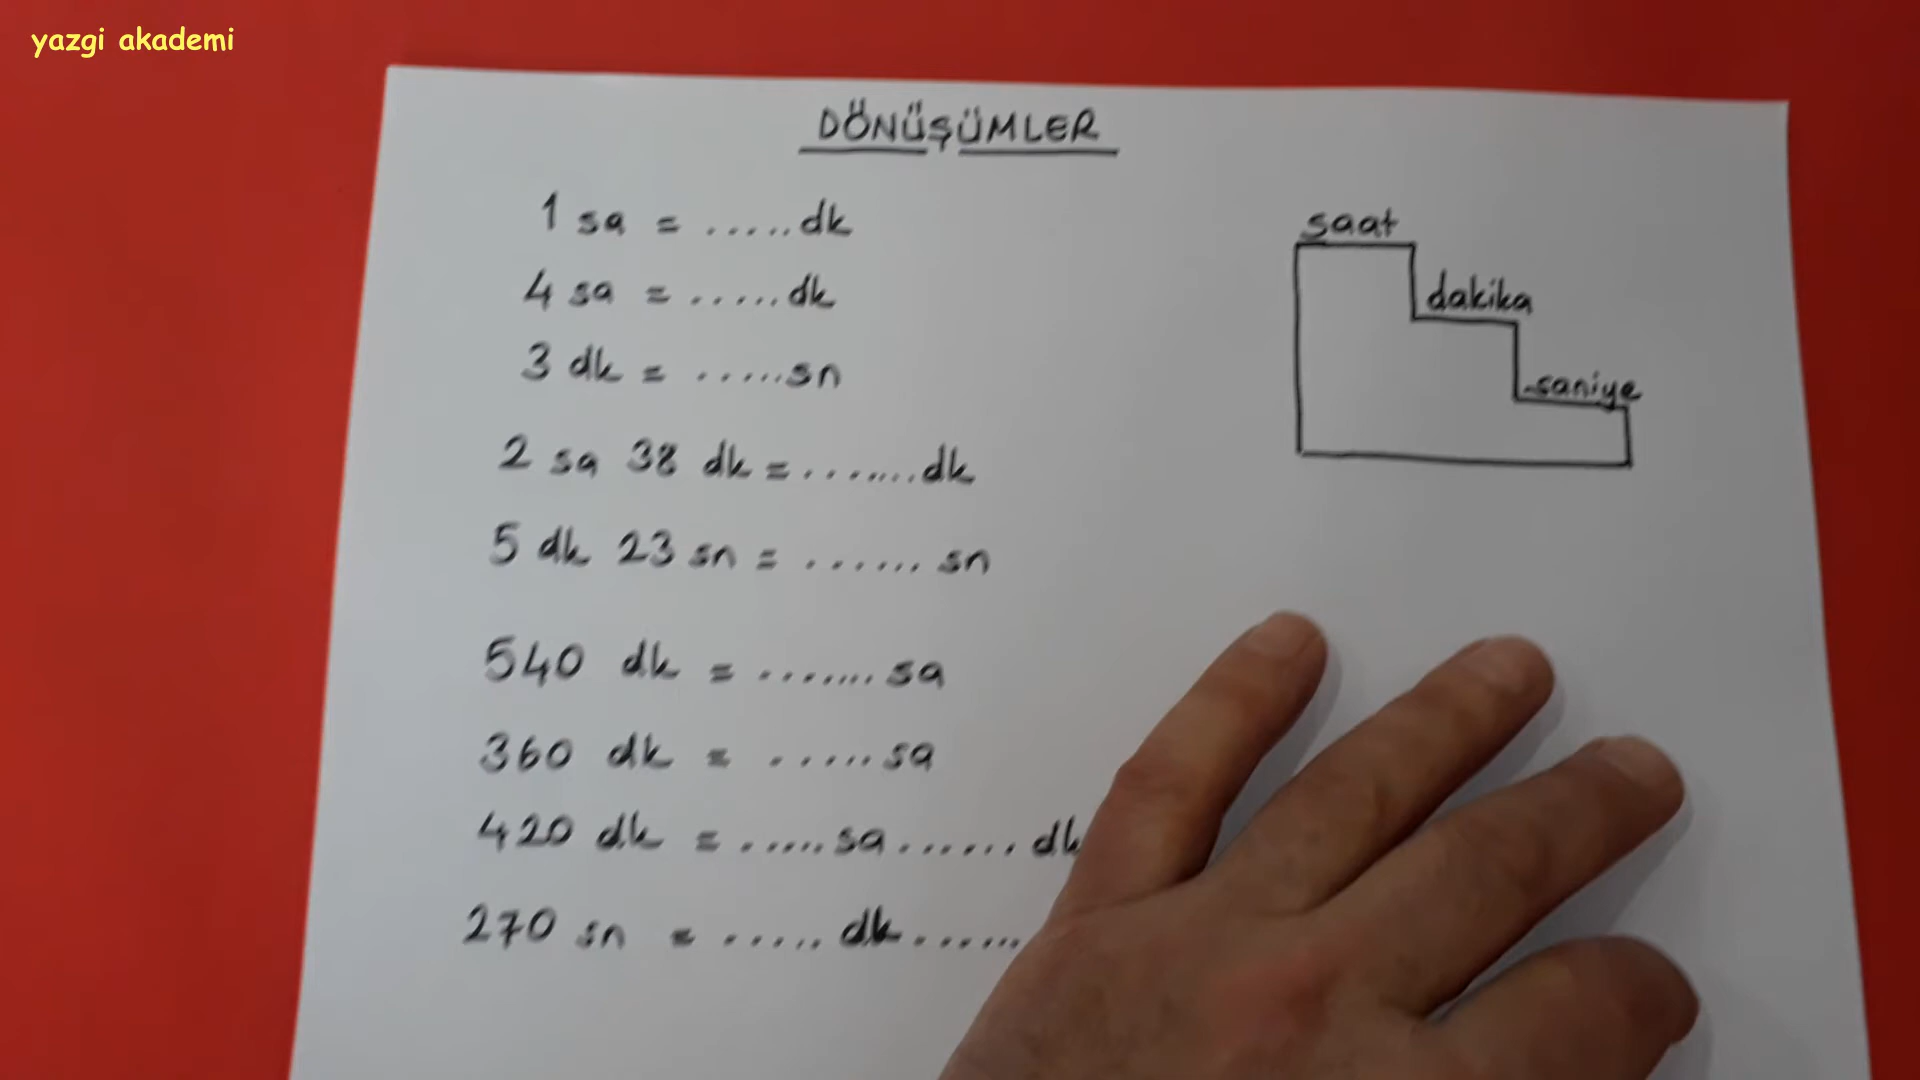 yazgi akademi
DÖNÜŞÜMLER
1 sa = ..... dk
4 sa = ..... dk
3 dk = ..... sn
2 sa 38 dk = ....... dk
5 dk 23 sn = ...... sn
540 dk = ....... sa
360 dk = ..... sa
420 dk = ..... sa ...... dk
270 sn = ..... dk ......
saat
dakika
saniye